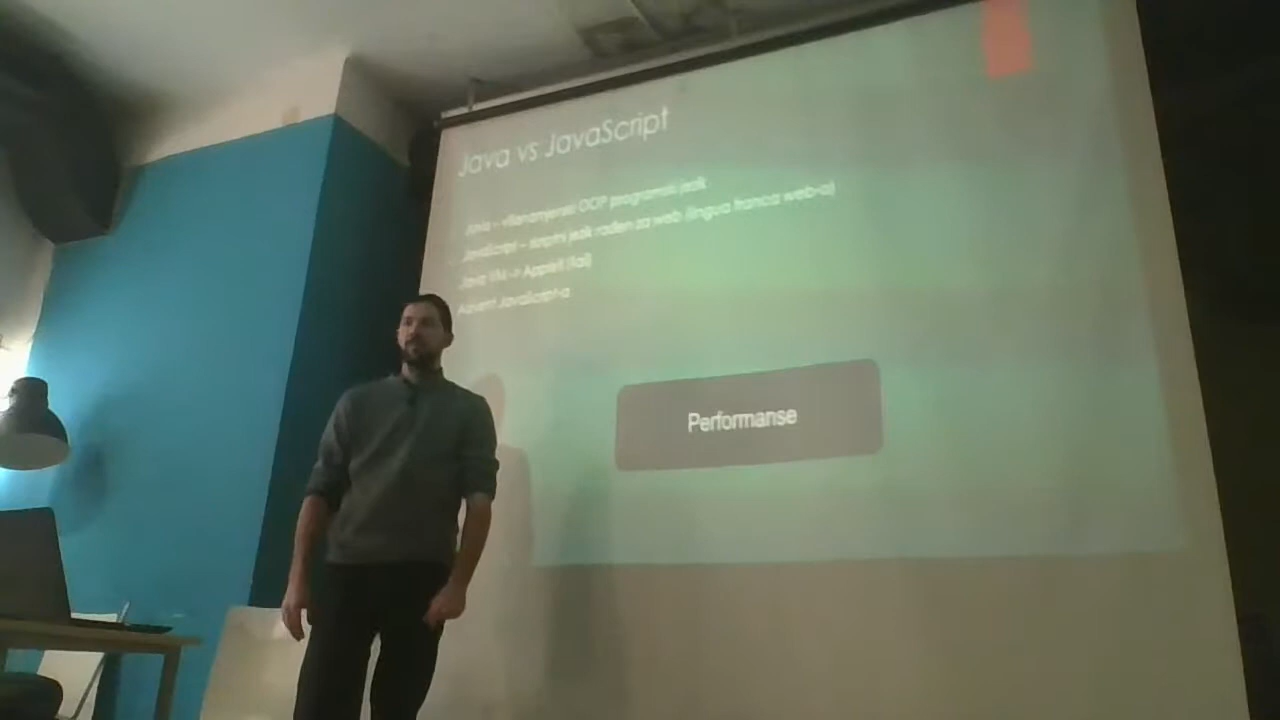 Java vs JavaScript
Java – OOP programski jezik
JavaScript – skriptni jezik rađen za web (lingua franca web-a)
Java VM -> Appleti (fail)
JavaScript-a
Performanse